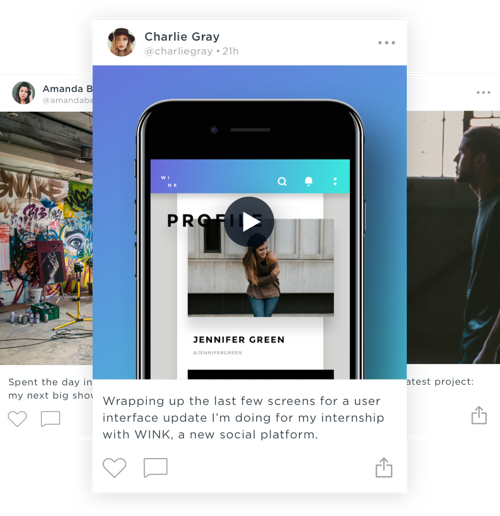 Charlie Gray
@charliegray • 21h
Amanda B
@amandabe
WI
NK
PROFILE
JENNIFER GREEN
@JENNIFERGREEN
Spent the day in
my next big show
atest project:
Wrapping up the last few screens for a user
interface update I'm doing for my internship
with WINK, a new social platform.